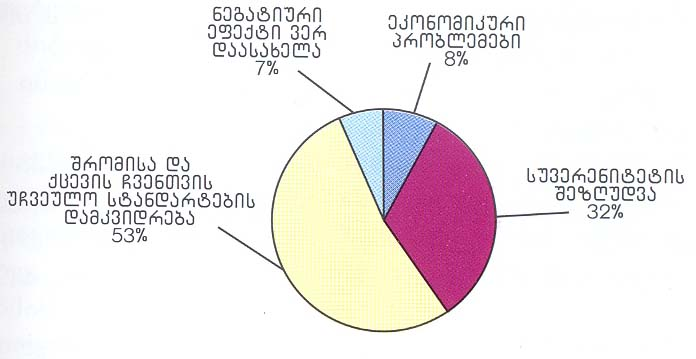 ნეგატიური
ეფექტი ვერ
დაასახელა
7%
ეკონომიკური
პრობლემები
8%
შრომისა და
ქცევის ჩვენთვის
უჩვეულო სტანდარტების
დამკვიდრება
53%
სუვერენიტეტის
შეზღუდვა
32%